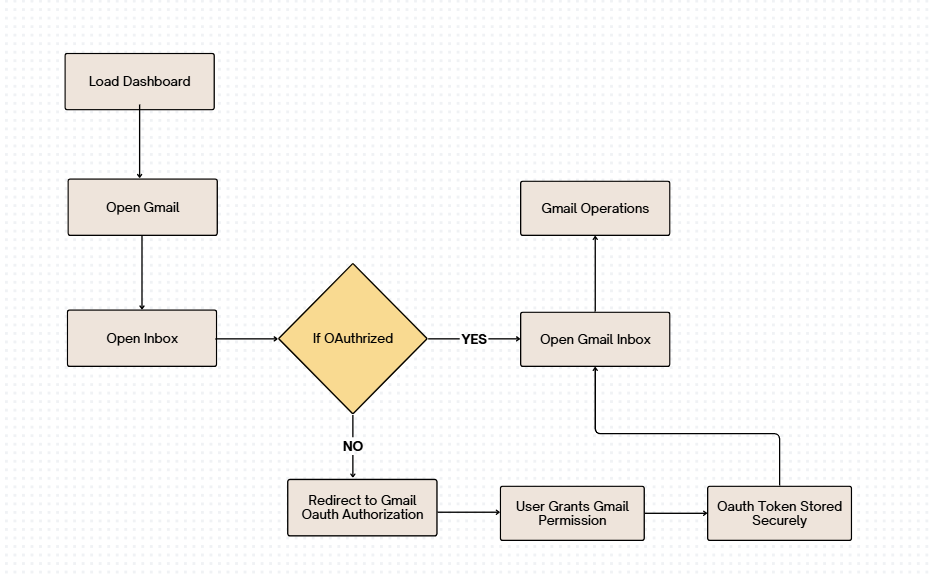 Load Dashboard
Open Gmail
Gmail Operations
Open Inbox
If OAuthrized
YES
Open Gmail Inbox
NO
Redirect to Gmail
Oauth Authorization
User Grants Gmail
Permission
Oauth Token Stored
Securely